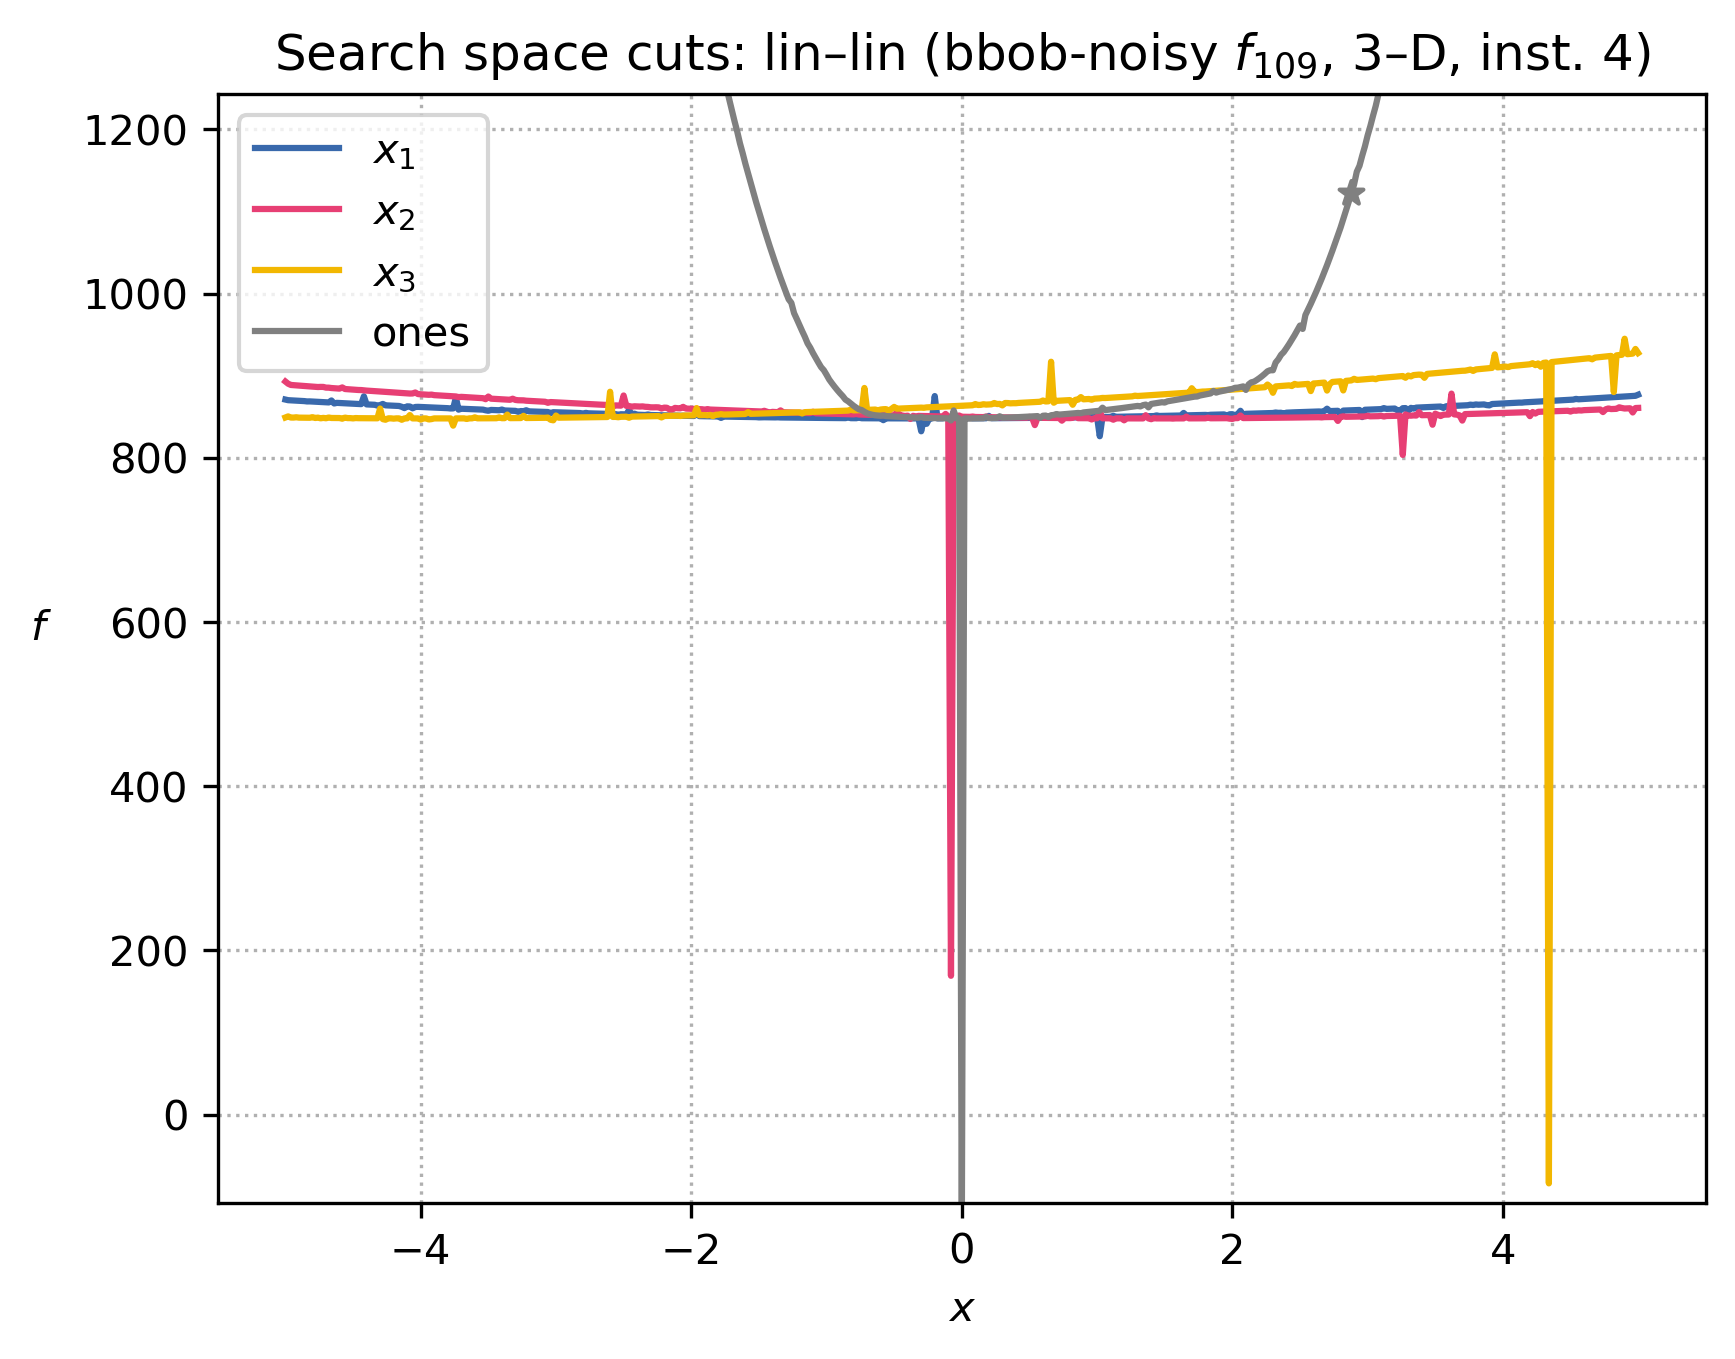 Search space cuts: lin–lin (bbob-noisy f₁₀₉, 3–D, inst. 4)
x₁
x₂
x₃
ones
1200
1000
800
600
400
200
0
f
−4
−2
0
2
4
x